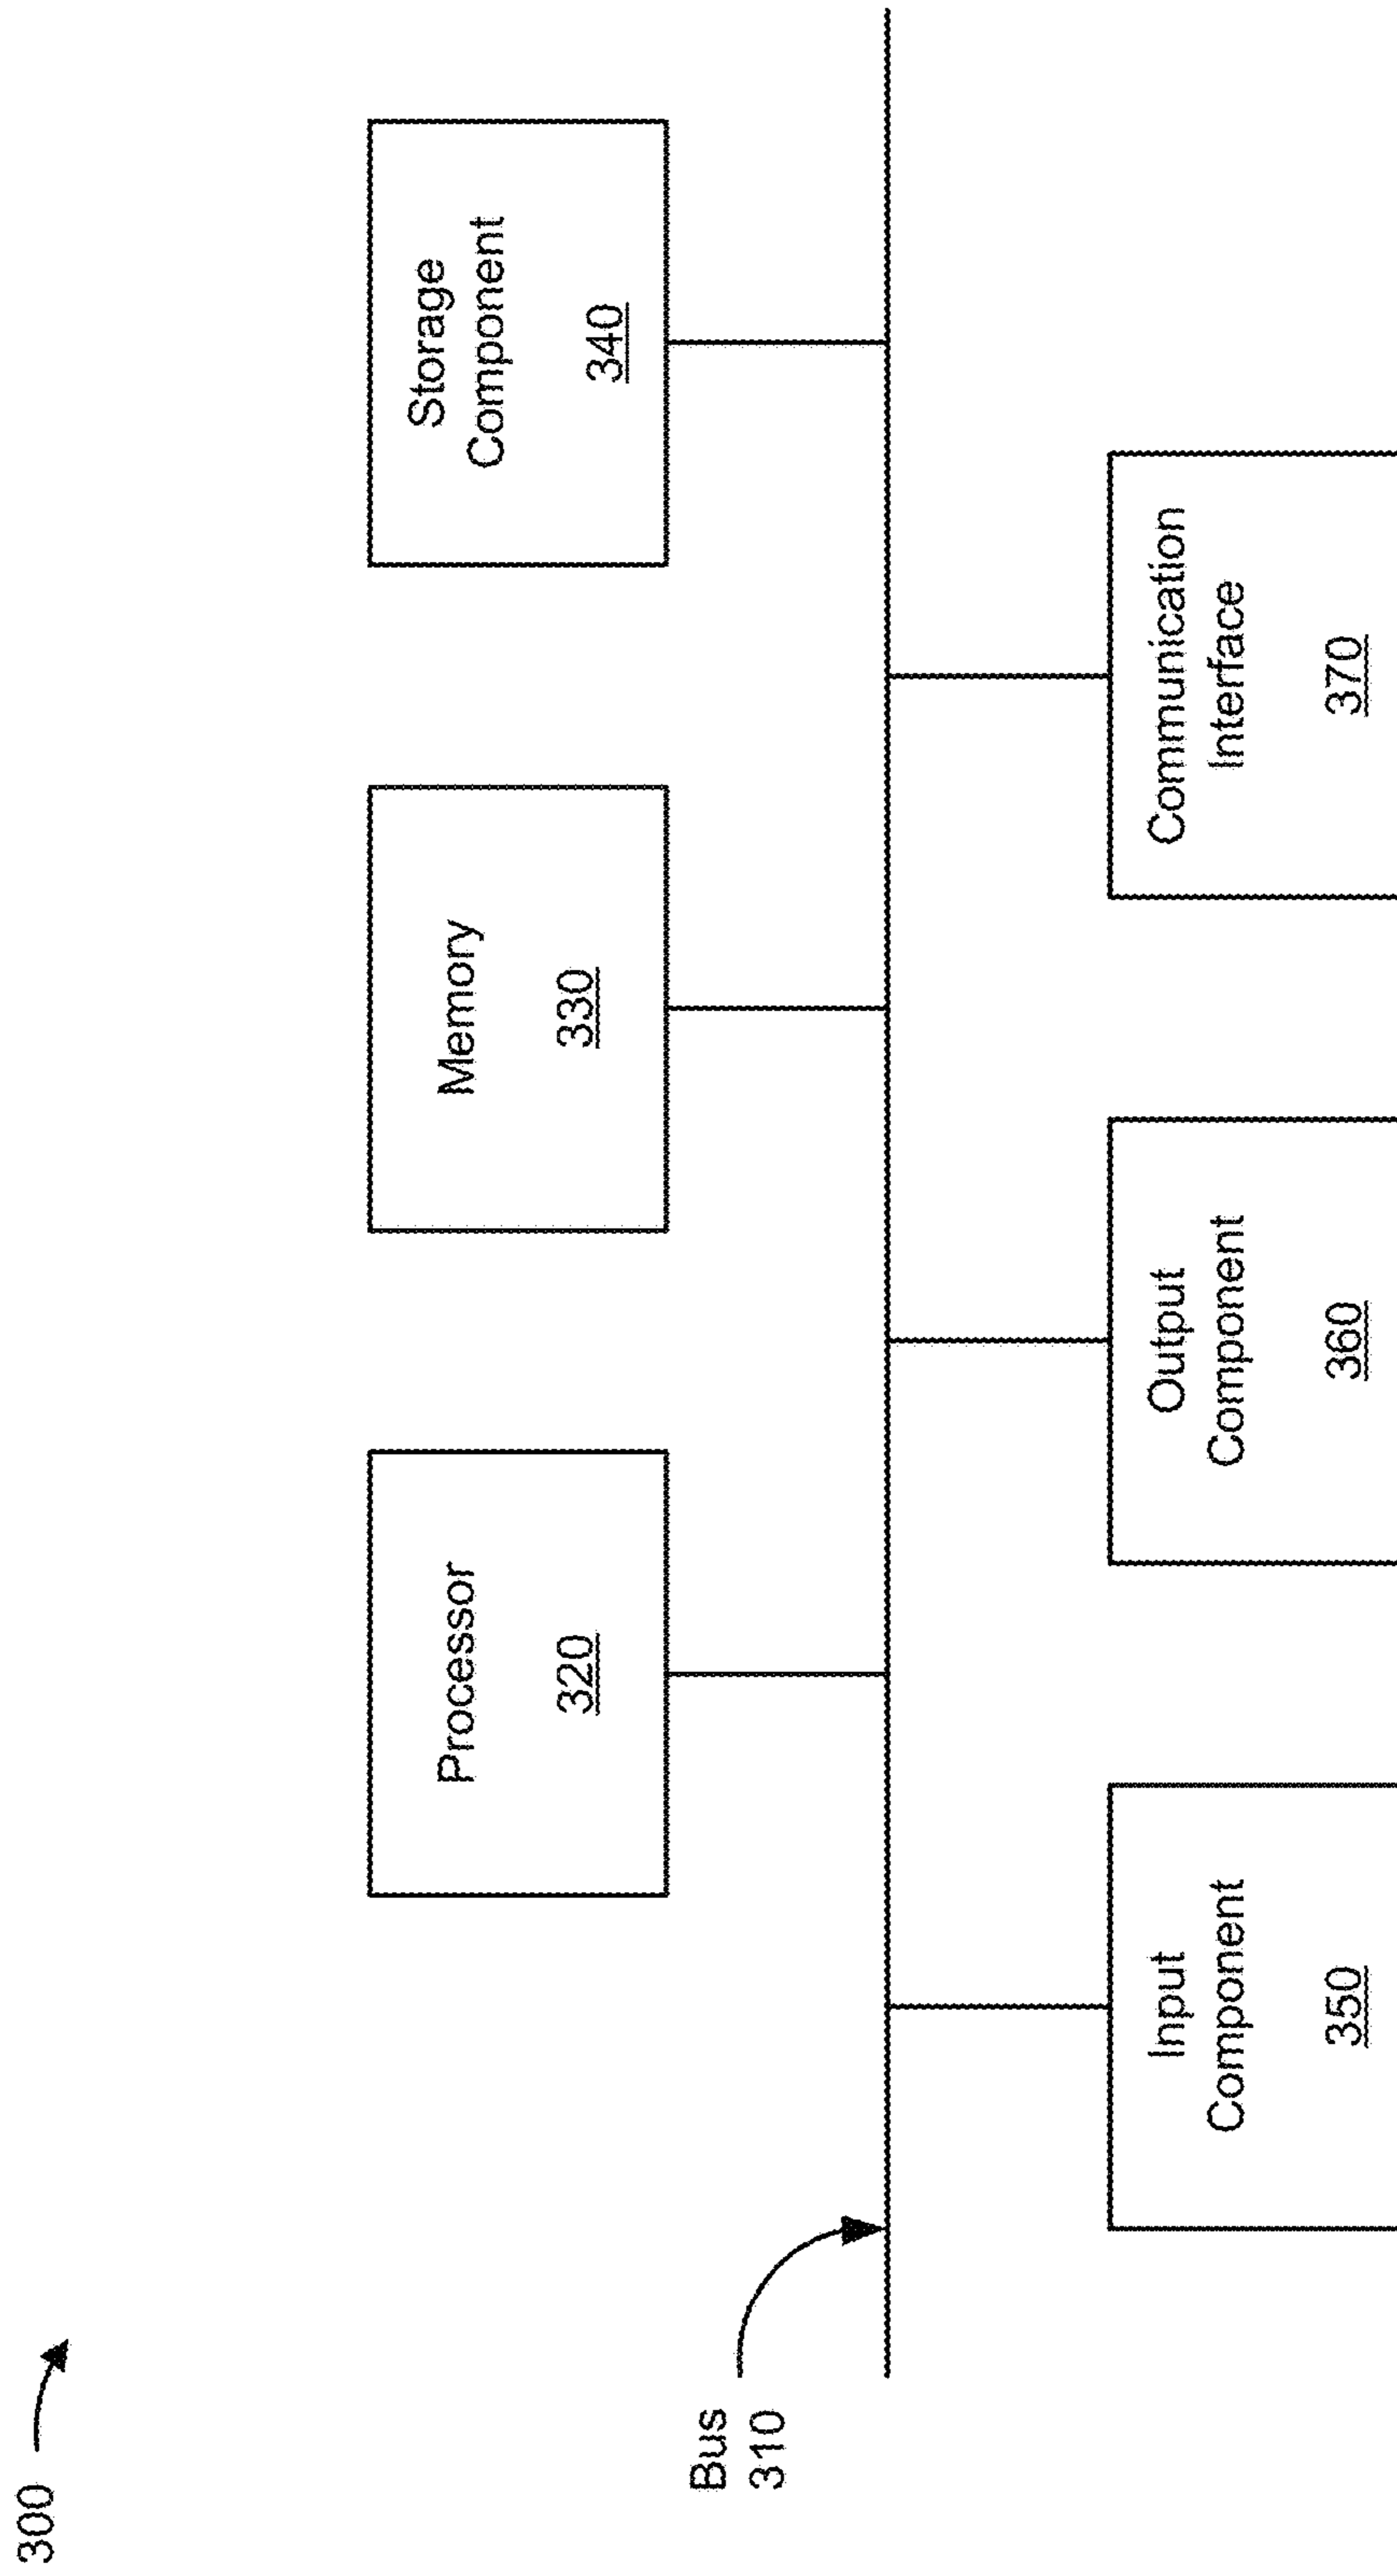 300
Bus
310
Processor
320
Memory
330
Storage
Component
340
Input
Component
350
Output
Component
360
Communication
Interface
370